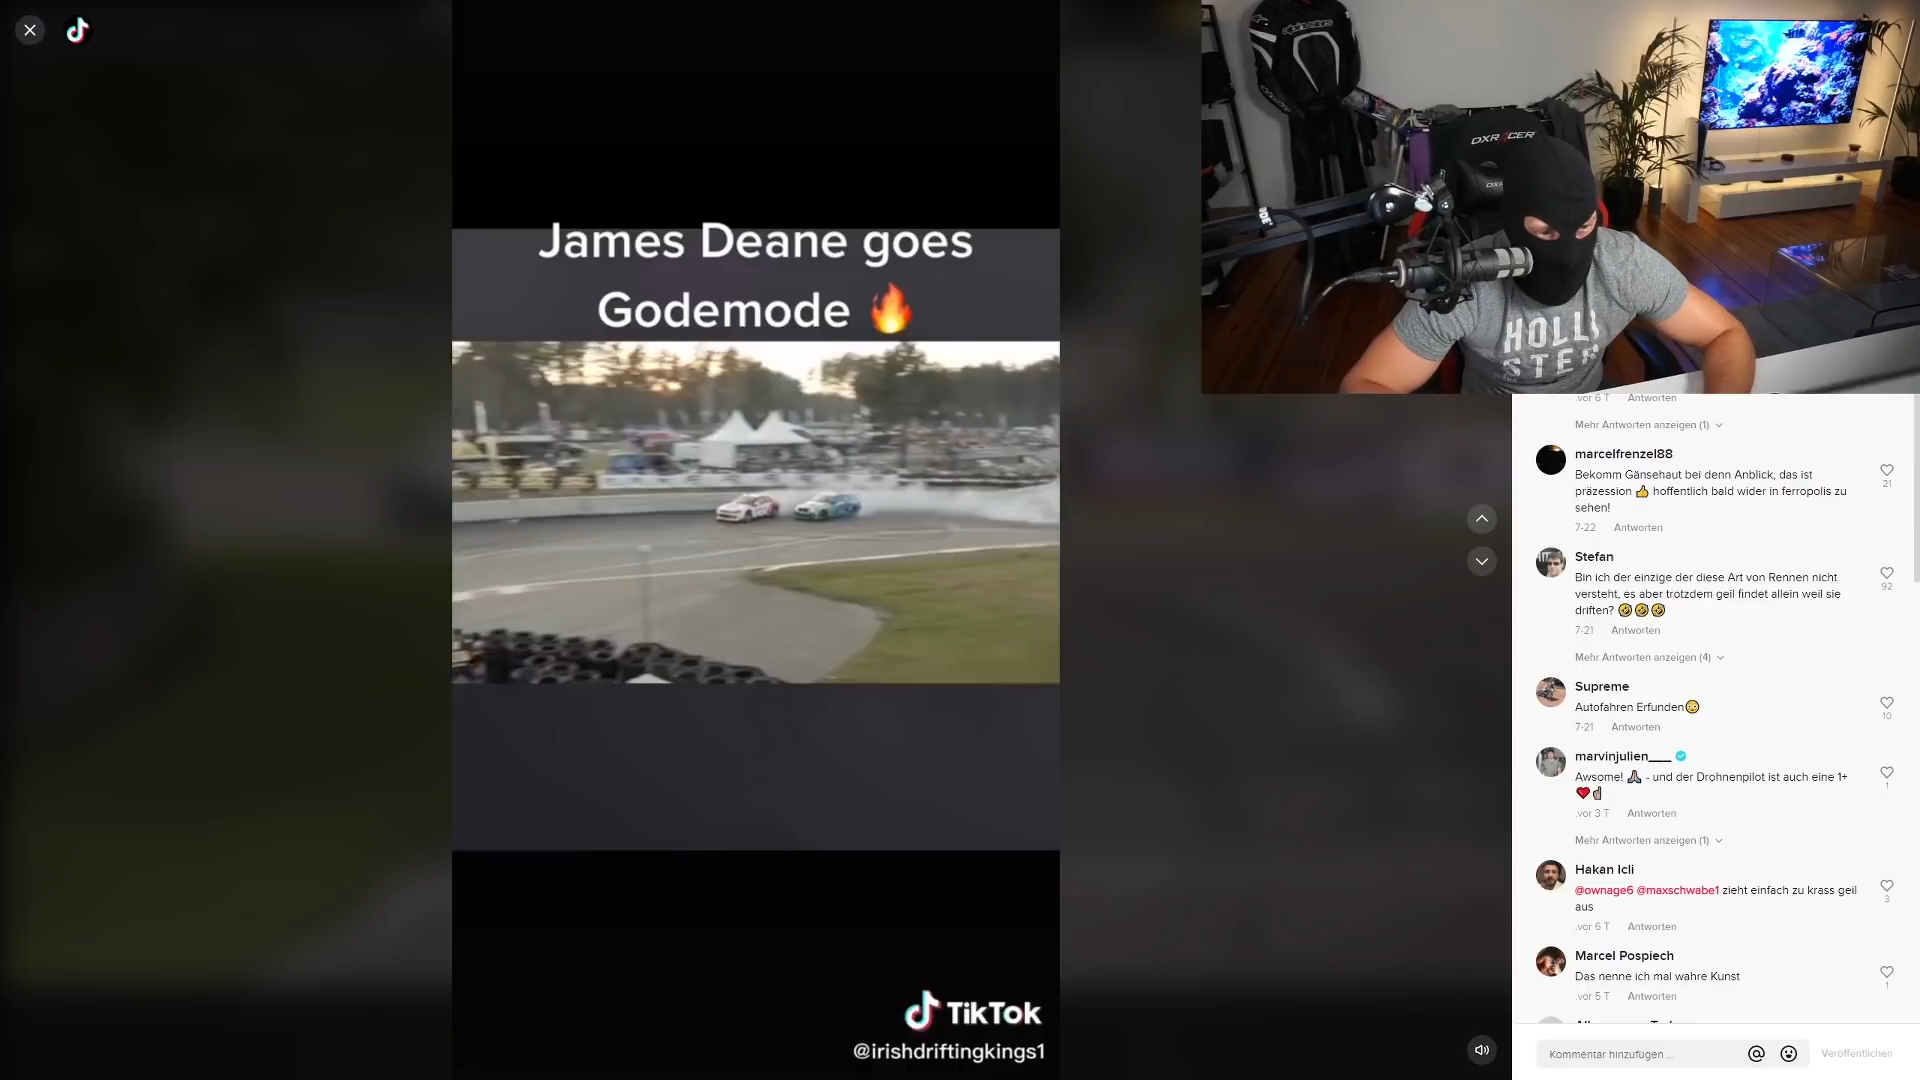 James Deane goes
Godemode 🔥
TikTok
@irishdriftingkings1
alpinestars
DXRACER
HOLLI
STER
.vor 6 T Antworten
Mehr Antworten anzeigen (1)
marcelfrenzel88
Bekomm Gänsehaut bei denn Anblick, das ist
präzession 👍 hoffentlich bald wider in ferropolis zu
sehen!
21
7-22 Antworten
Stefan
Bin ich der einzige der diese Art von Rennen nicht
versteht, es aber trotzdem geil findet allein weil sie
driften? 🤣🤣🤣
92
7-21 Antworten
Mehr Antworten anzeigen (4)
Supreme
Autofahren Erfunden😳
10
7-21 Antworten
marvinjulien___
Awsome! 🙏🏽 - und der Drohnenpilot ist auch eine 1+
❤️☝🏽
1
.vor 3 T Antworten
Mehr Antworten anzeigen (1)
Hakan Icli
@ownage6 @maxschwabe1 zieht einfach zu krass geil
aus
3
.vor 6 T Antworten
Marcel Pospiech
Das nenne ich mal wahre Kunst
1
.vor 5 T Antworten
Kommentar hinzufügen ...
Veröffentlichen